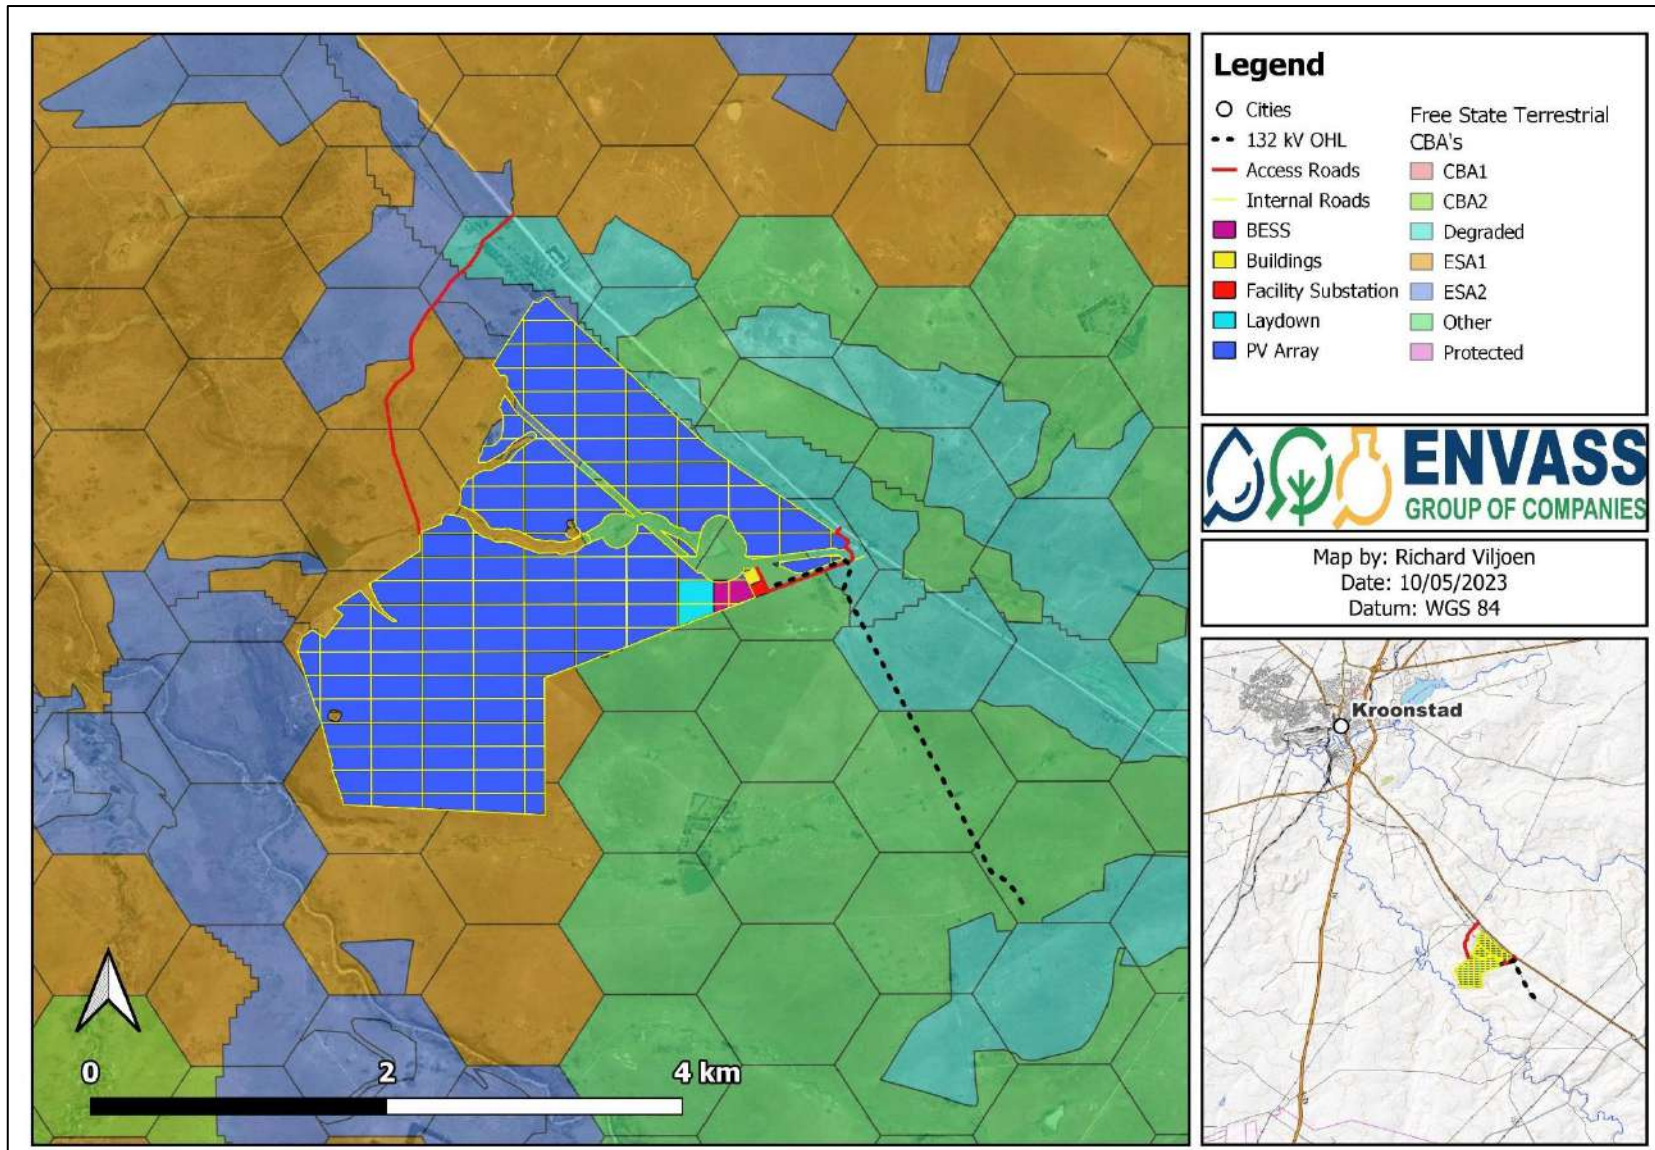 Legend
Cities
132 kV OHL
Access Roads
Internal Roads
BESS
Buildings
Facility Substation
Laydown
PV Array
Free State Terrestrial
CBA's
CBA1
CBA2
Degraded
ESA1
ESA2
Other
Protected
ENVASS
GROUP OF COMPANIES
Map by: Richard Viljoen
Date: 10/05/2023
Datum: WGS 84
Kroonstad
0 2 4 km